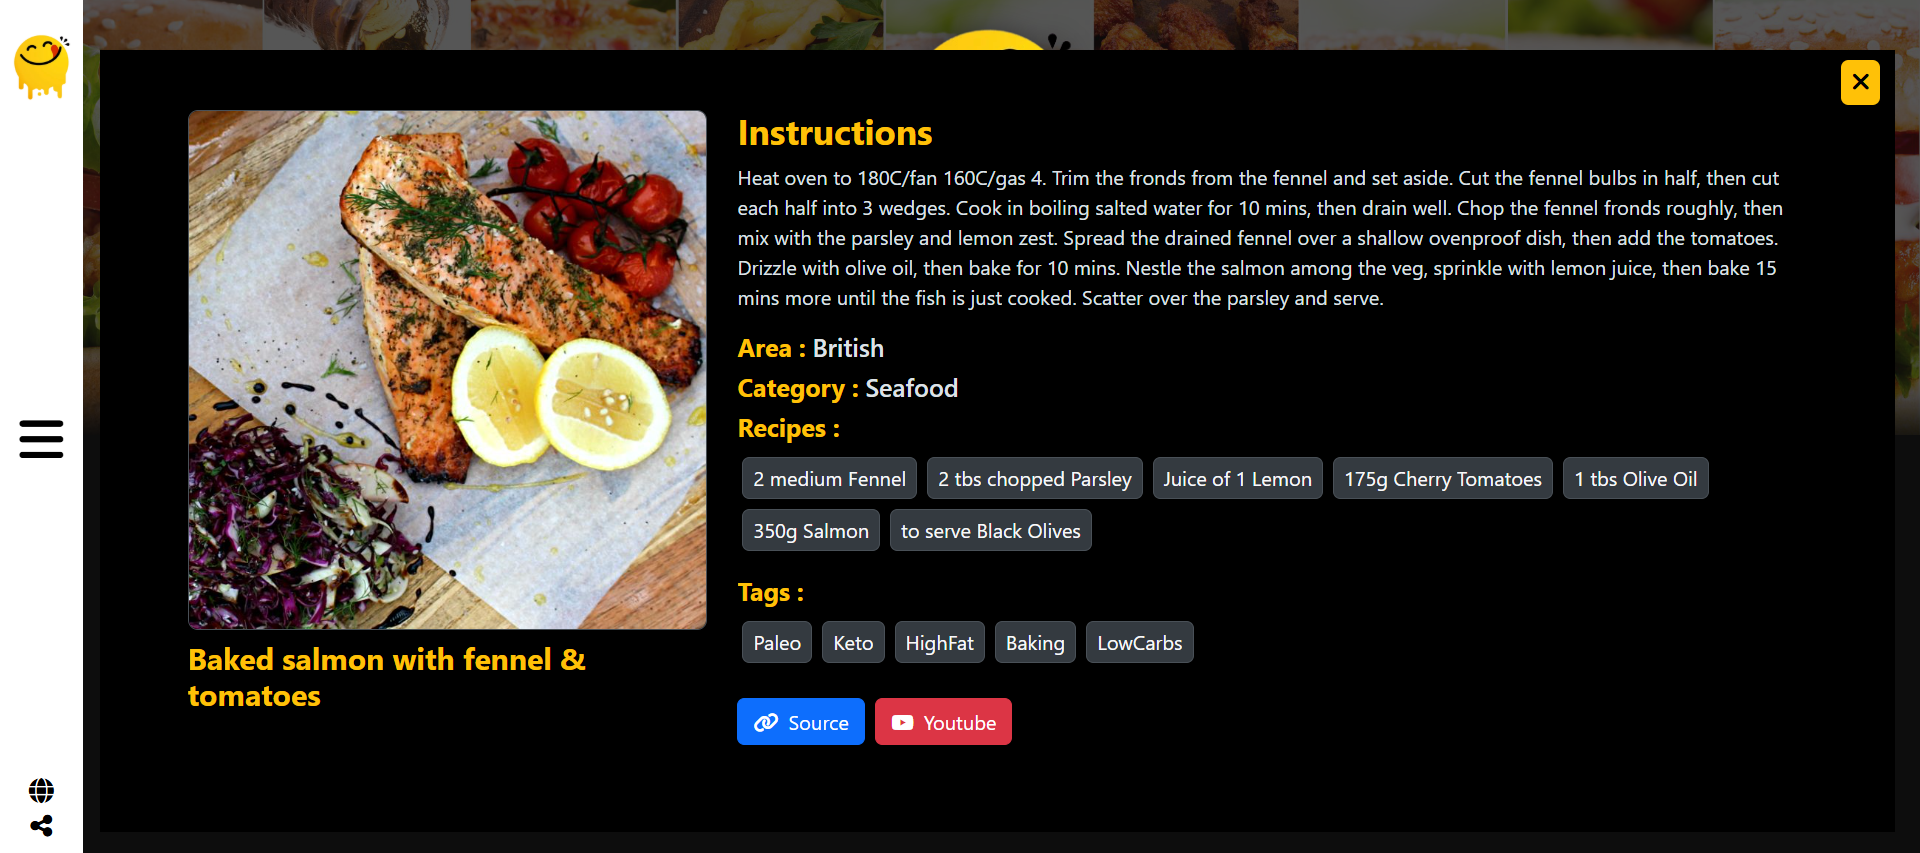 Instructions
Heat oven to 180C/fan 160C/gas 4. Trim the fronds from the fennel and set aside. Cut the fennel bulbs in half, then cut
each half into 3 wedges. Cook in boiling salted water for 10 mins, then drain well. Chop the fennel fronds roughly, then
mix with the parsley and lemon zest. Spread the drained fennel over a shallow ovenproof dish, then add the tomatoes.
Drizzle with olive oil, then bake for 10 mins. Nestle the salmon among the veg, sprinkle with lemon juice, then bake 15
mins more until the fish is just cooked. Scatter over the parsley and serve.
Area : British
Category : Seafood
Recipes :
2 medium Fennel 2 tbs chopped Parsley Juice of 1 Lemon 175g Cherry Tomatoes 1 tbs Olive Oil
350g Salmon to serve Black Olives
Tags :
Paleo Keto HighFat Baking LowCarbs
Source Youtube
Baked salmon with fennel &
tomatoes